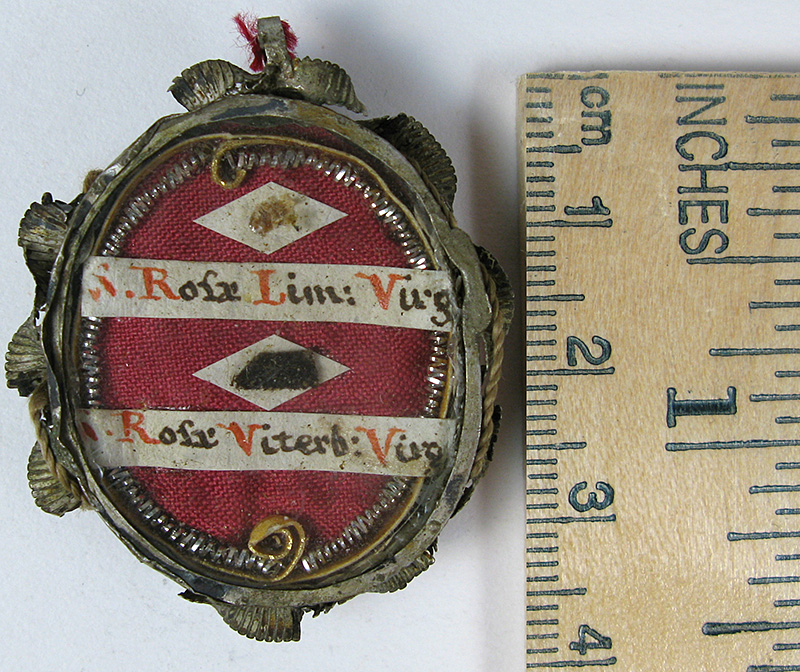 S. Rosæ Lim: Virg
S. Rosæ Viterb: Virg
cm
1
2
3
4
INCHES
1